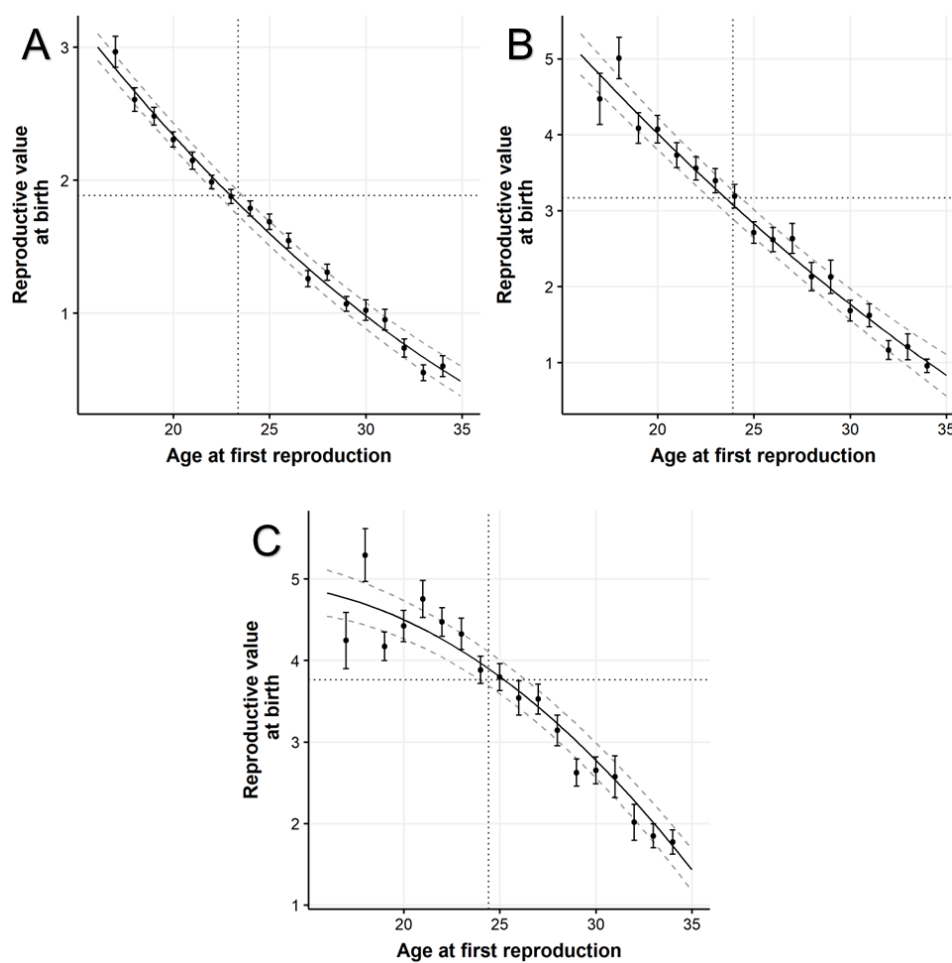 A
3
2
1
Reproductive value
at birth
20
25
30
35
Age at first reproduction
B
5
4
3
2
1
Reproductive value
at birth
20
25
30
35
Age at first reproduction
C
5
4
3
2
1
Reproductive value
at birth
20
25
30
35
Age at first reproduction